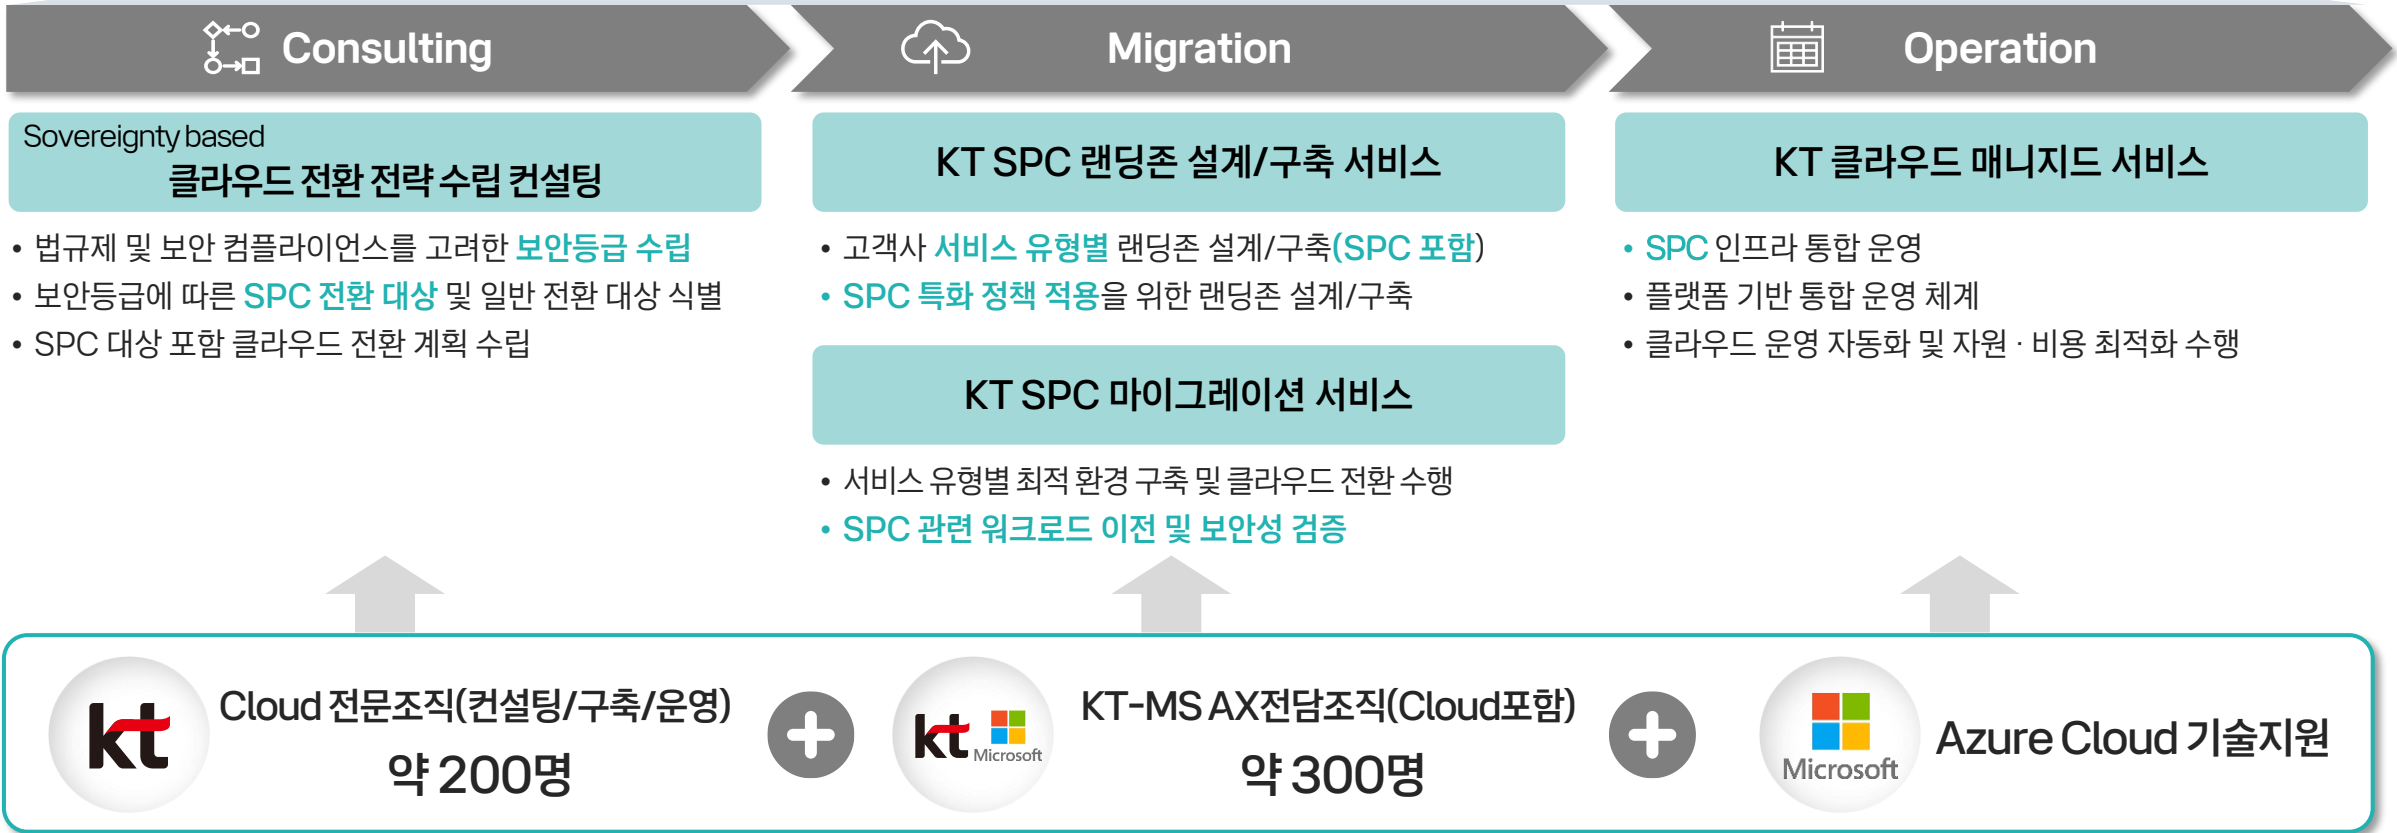 Consulting
Migration
Operation
Sovereignty based
클라우드 전환 전략 수립 컨설팅
• 법규제 및 보안 컴플라이언스를 고려한 보안등급 수립
• 보안등급에 따른 SPC 전환 대상 및 일반 전환 대상 식별
• SPC 대상 포함 클라우드 전환 계획 수립
KT SPC 랜딩존 설계/구축 서비스
• 고객사 서비스 유형별 랜딩존 설계/구축(SPC 포함)
• SPC 특화 정책 적용을 위한 랜딩존 설계/구축
KT SPC 마이그레이션 서비스
• 서비스 유형별 최적 환경 구축 및 클라우드 전환 수행
• SPC 관련 워크로드 이전 및 보안성 검증
KT 클라우드 매니지드 서비스
• SPC 인프라 통합 운영
• 플랫폼 기반 통합 운영 체계
• 클라우드 운영 자동화 및 자원 · 비용 최적화 수행
kt
Cloud 전문조직(컨설팅/구축/운영)
약 200명
kt
Microsoft
KT-MS AX전담조직(Cloud포함)
약 300명
Microsoft
Azure Cloud 기술지원